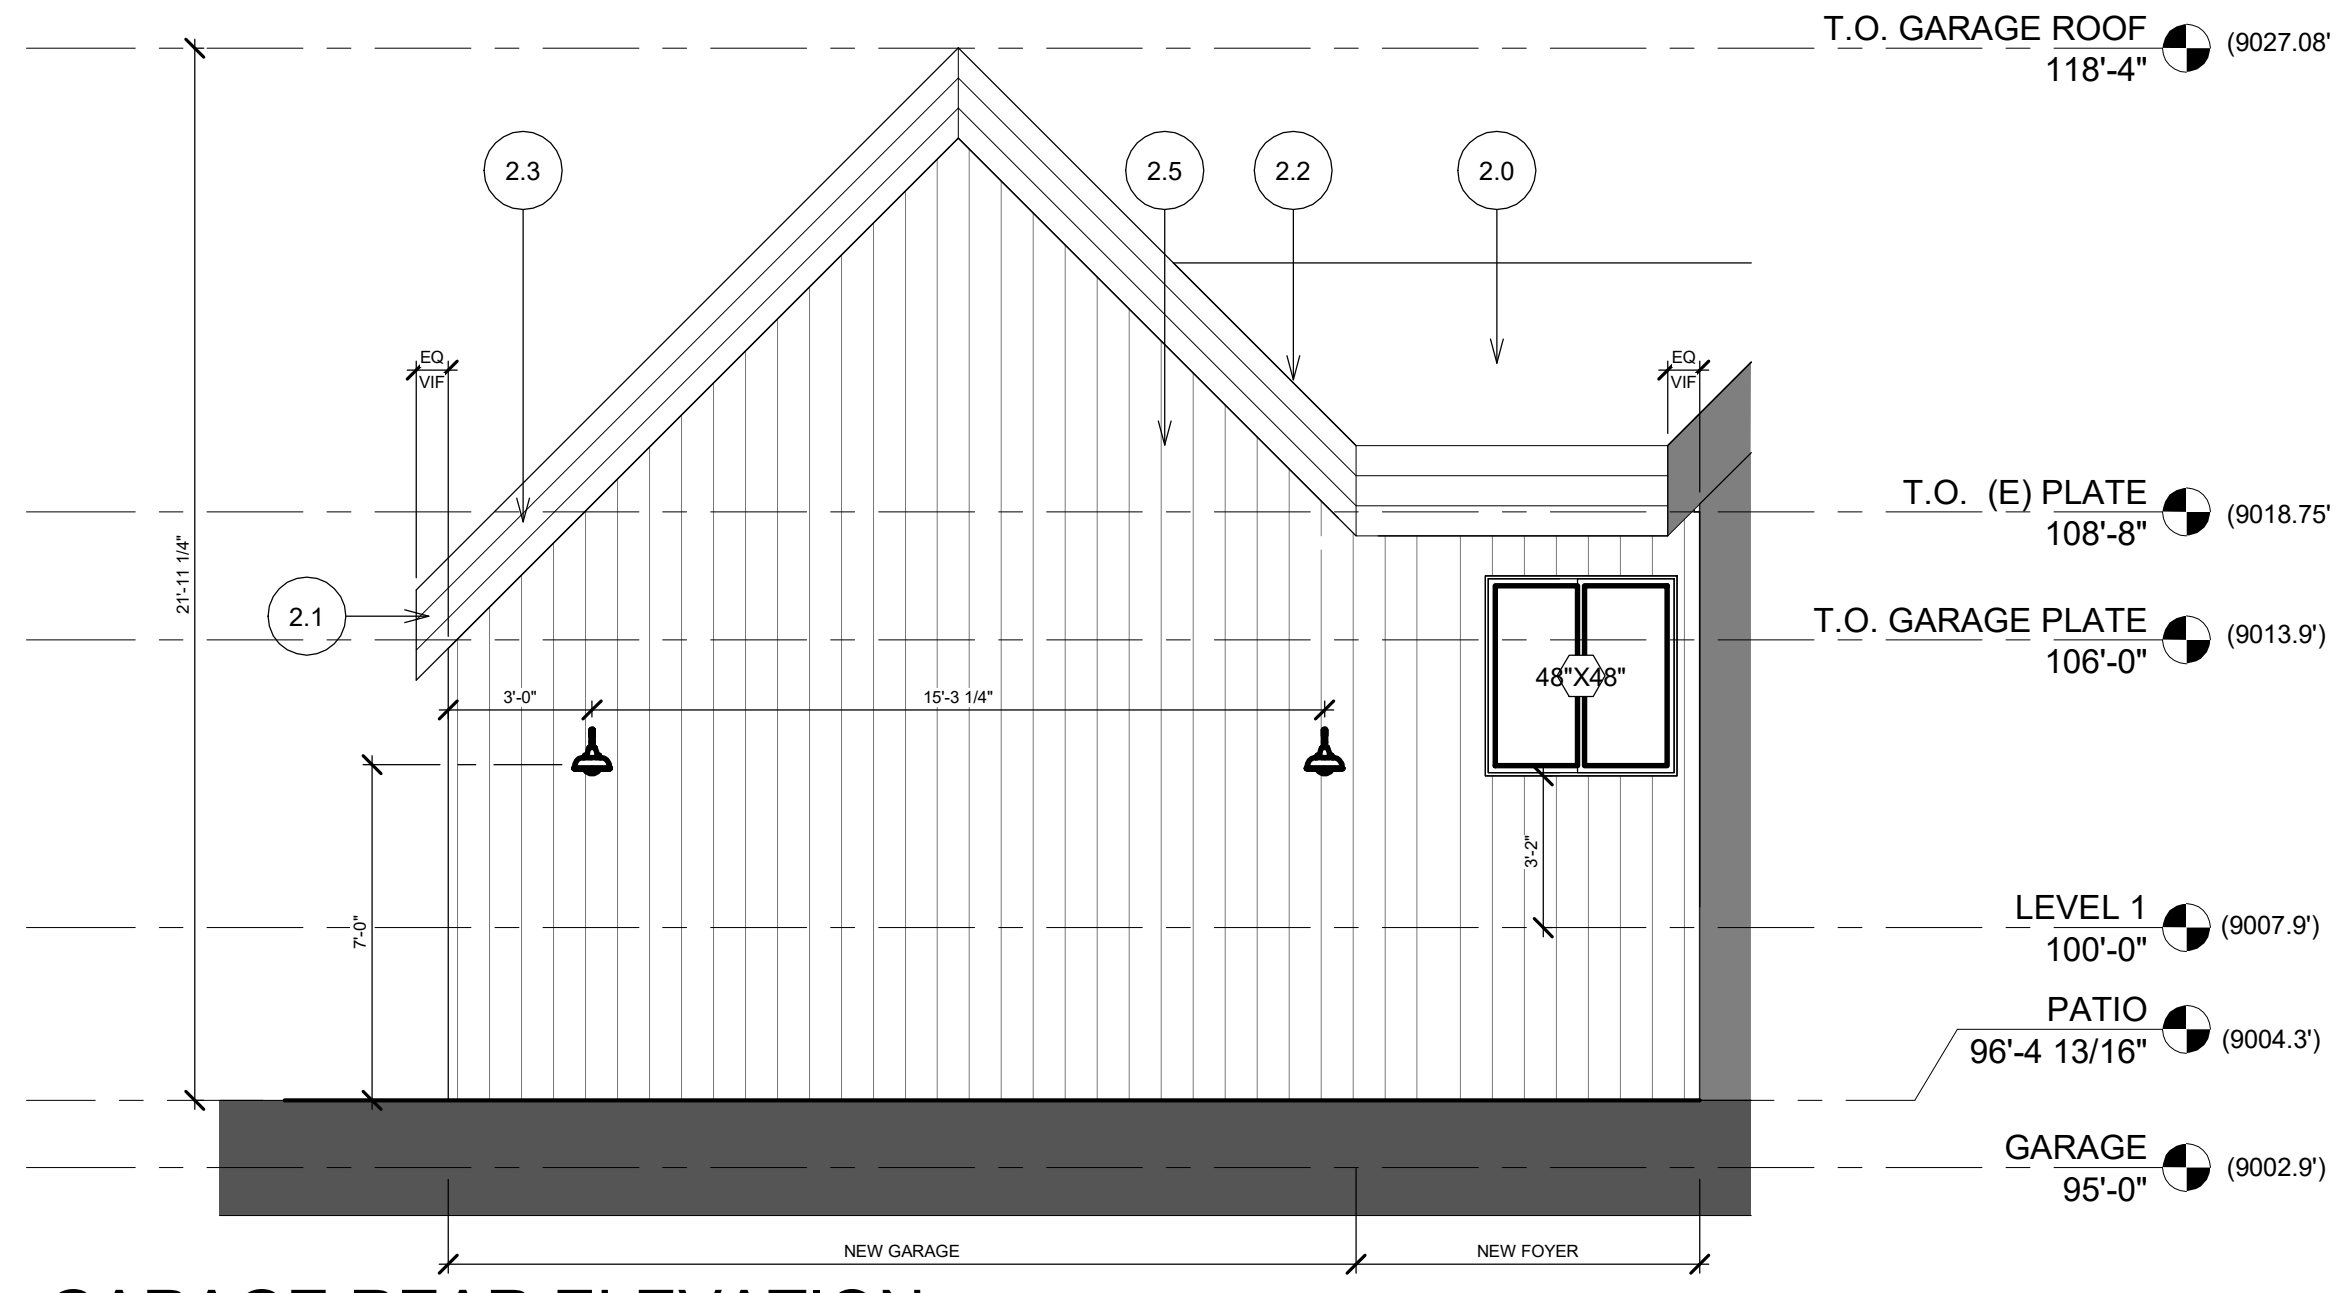 T.O. GARAGE ROOF
118'-4"
(9027.08'
2.3
2.5
2.2
2.0
EQ
VIF
EQ
VIF
T.O. (E) PLATE
108'-8"
(9018.75'
21'-11 1/4"
2.1
T.O. GARAGE PLATE
106'-0"
(9013.9')
48"X48"
3'-0"
15'-3 1/4"
3'-2"
7'-0"
LEVEL 1
100'-0"
(9007.9')
PATIO
96'-4 13/16"
(9004.3')
GARAGE
95'-0"
(9002.9')
NEW GARAGE
NEW FOYER
GARAGE REAR ELEVATION